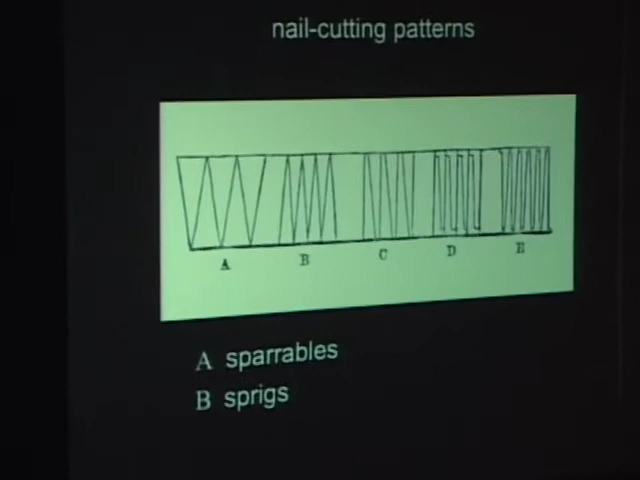 nail-cutting patterns
A B C D E
A sparrables
B sprigs